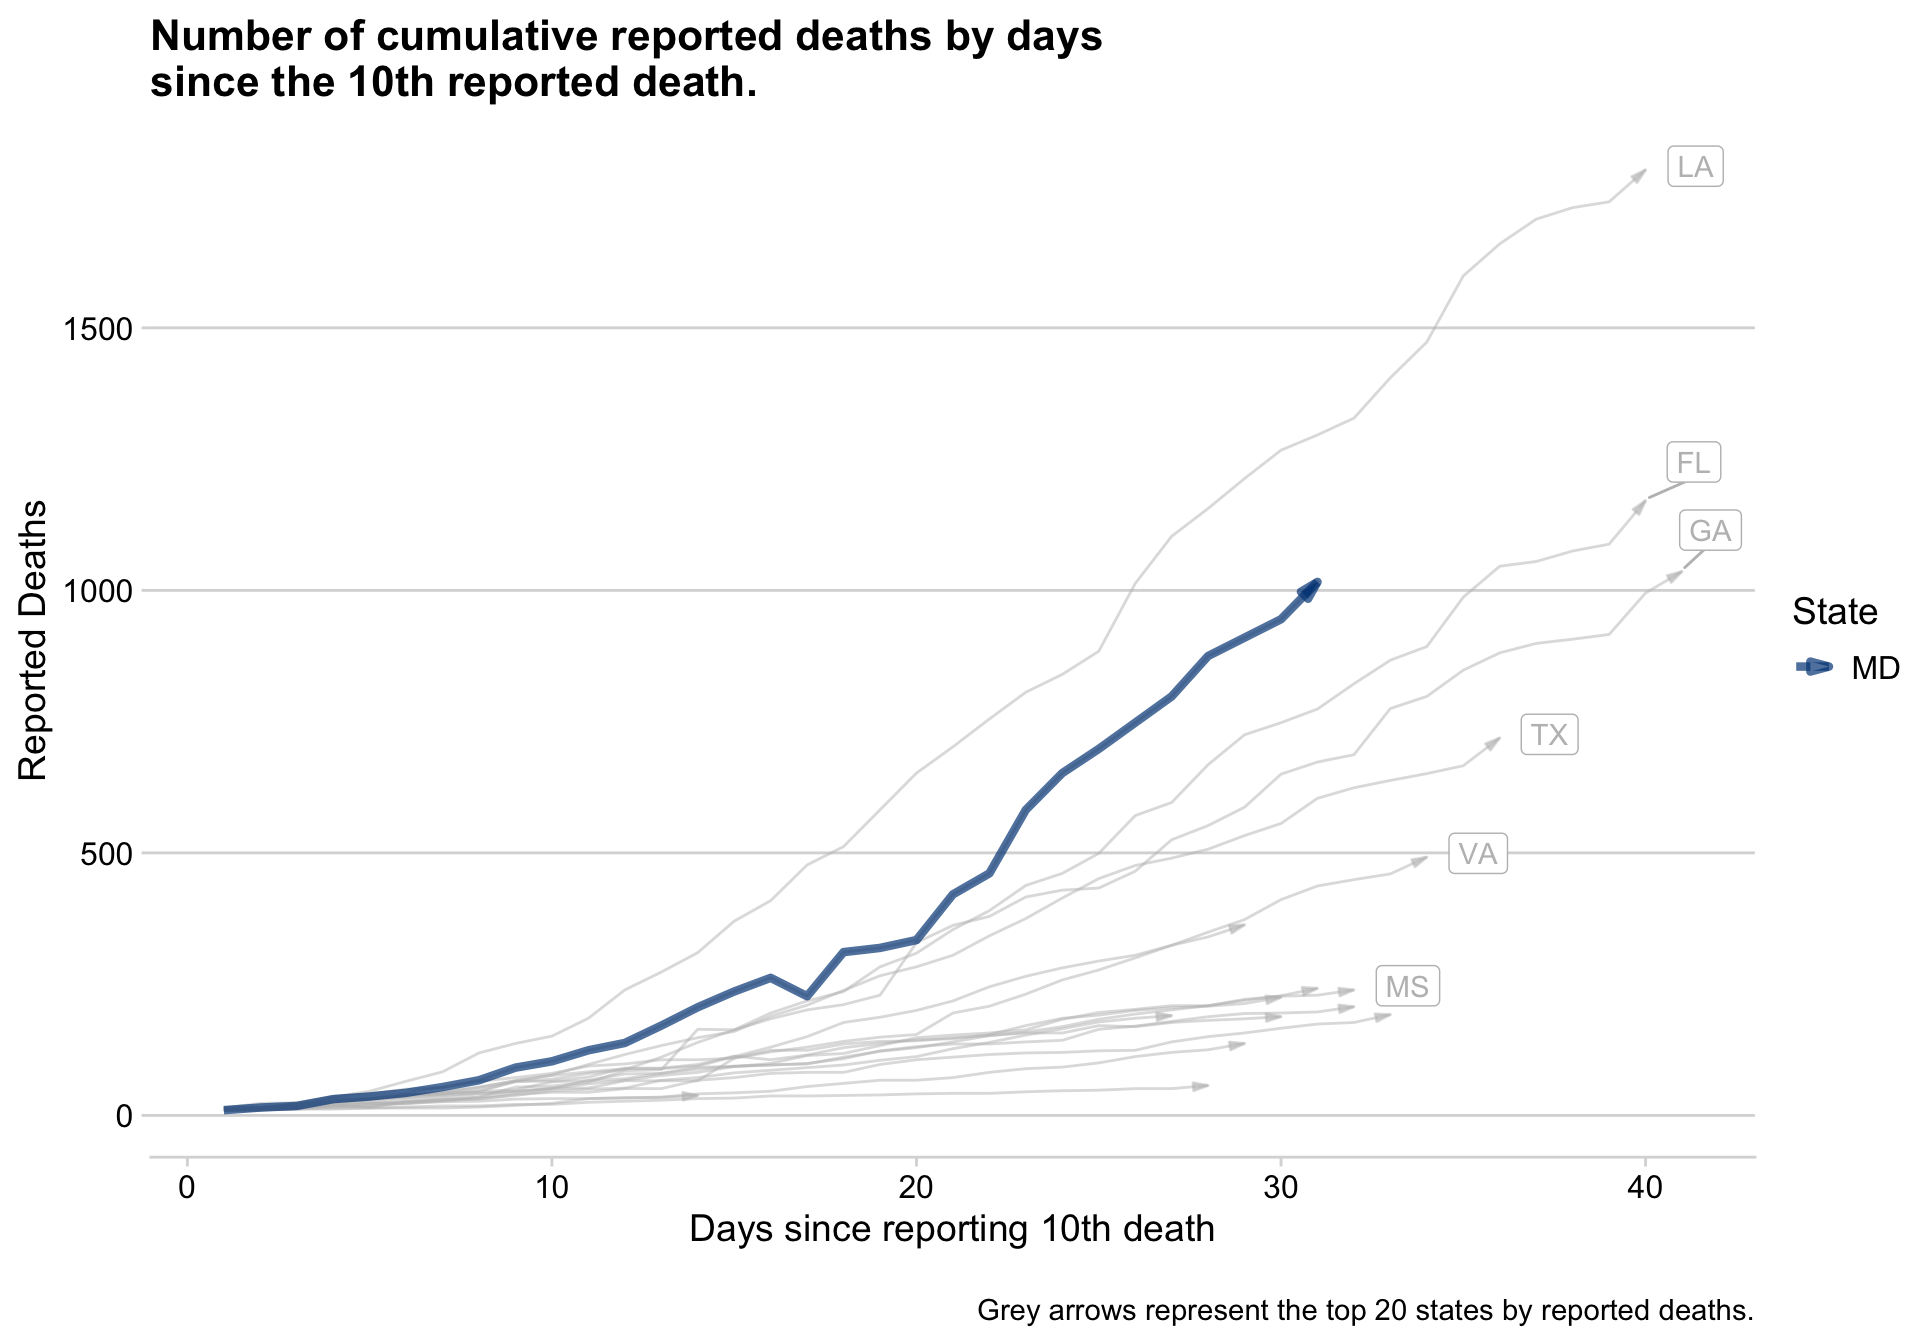 Number of cumulative reported deaths by days
since the 10th reported death.
LA
1500
FL
GA
1000
Reported Deaths
State
MD
TX
500
VA
MS
0
0 10 20 30 40
Days since reporting 10th death
Grey arrows represent the top 20 states by reported deaths.